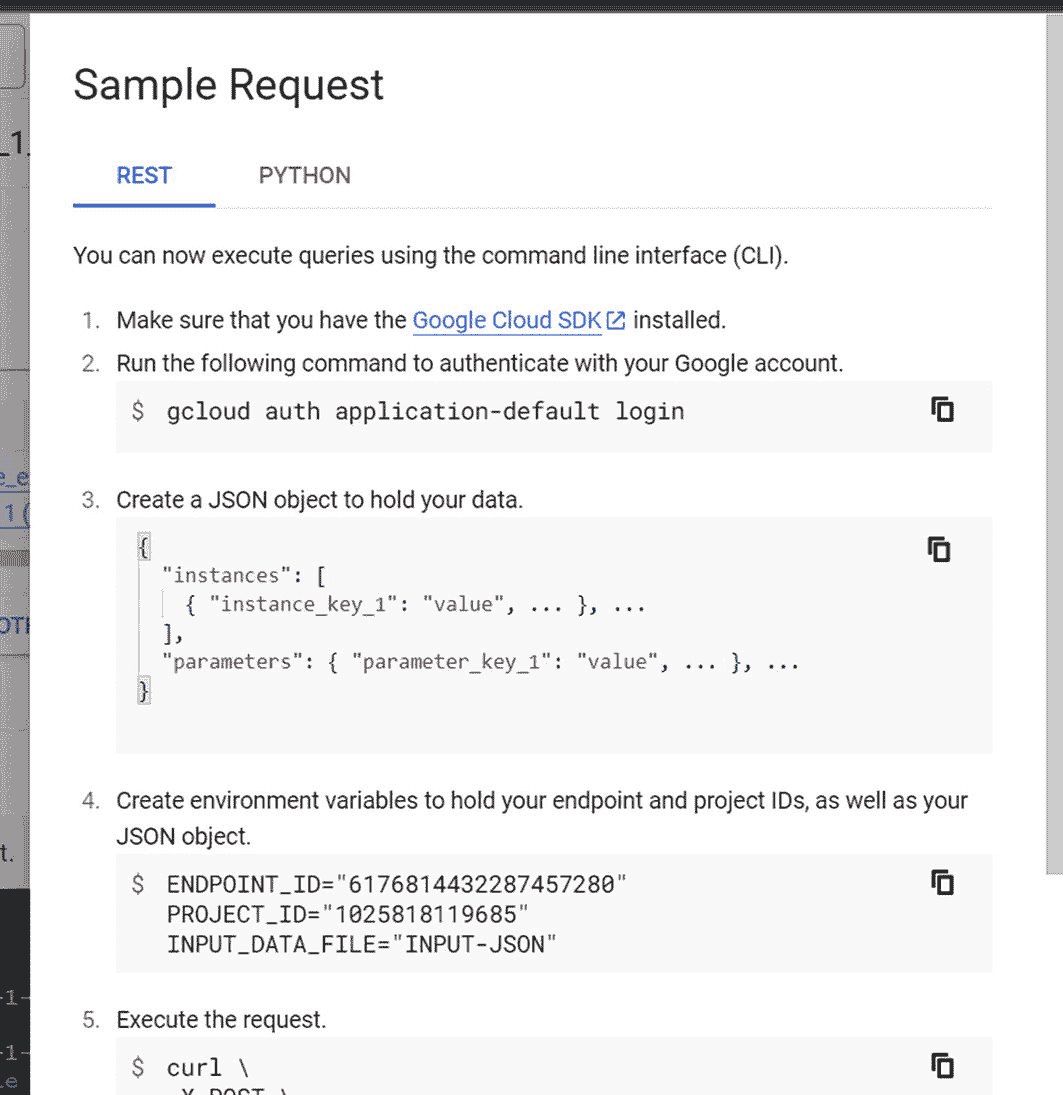 Sample Request
REST PYTHON
You can now execute queries using the command line interface (CLI).
1. Make sure that you have the Google Cloud SDK installed.
2. Run the following command to authenticate with your Google account.
$ gcloud auth application-default login
3. Create a JSON object to hold your data.
{
"instances": [
{ "instance_key_1": "value", ... }, ...
],
"parameters": { "parameter_key_1": "value", ... }, ...
}
4. Create environment variables to hold your endpoint and project IDs, as well as your
JSON object.
$ ENDPOINT_ID="6176814432287457280"
PROJECT_ID="1025818119685"
INPUT_DATA_FILE="INPUT-JSON"
5. Execute the request.
$ curl \